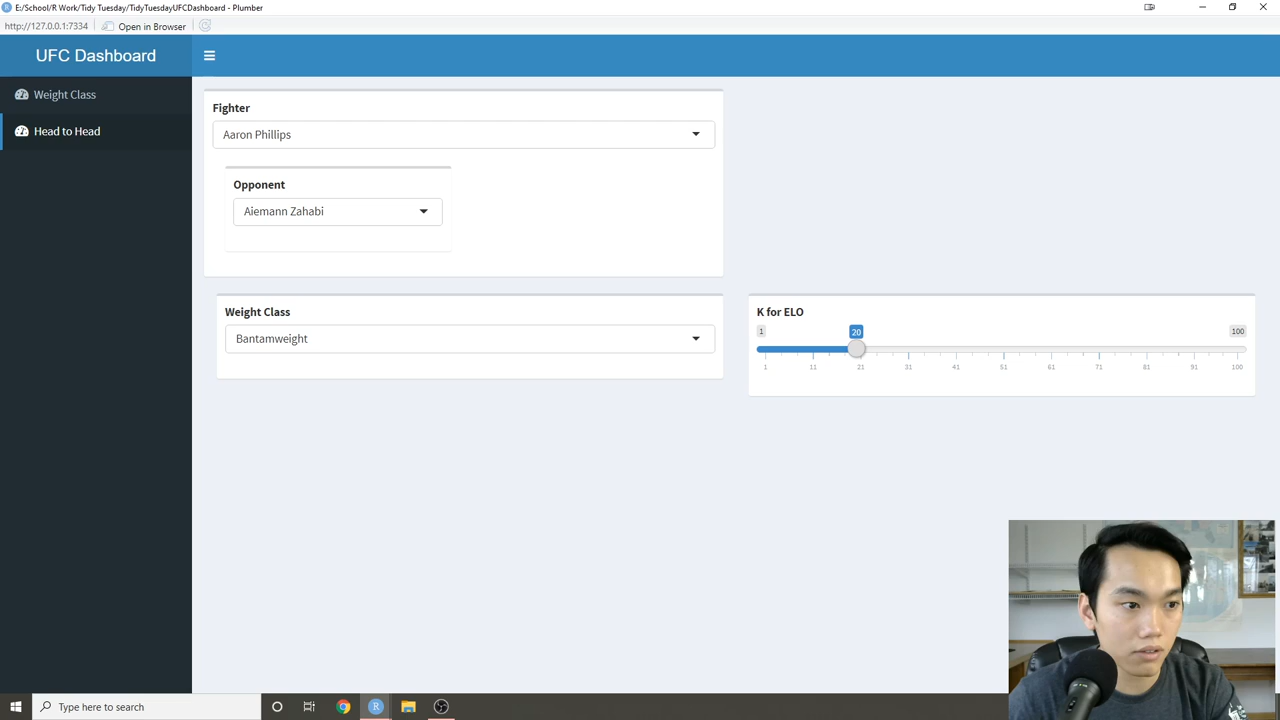 E:/School/R Work/Tidy Tuesday/TidyTuesdayUFCDashboard - Plumber
http://127.0.0.1:7334
Open in Browser
UFC Dashboard
Weight Class
Head to Head
Fighter
Aaron Phillips
Opponent
Aiemann Zahabi
Weight Class
Bantamweight
K for ELO
1 20 100
1 11 21 31 41 51 61 71 81 91 100
Type here to search